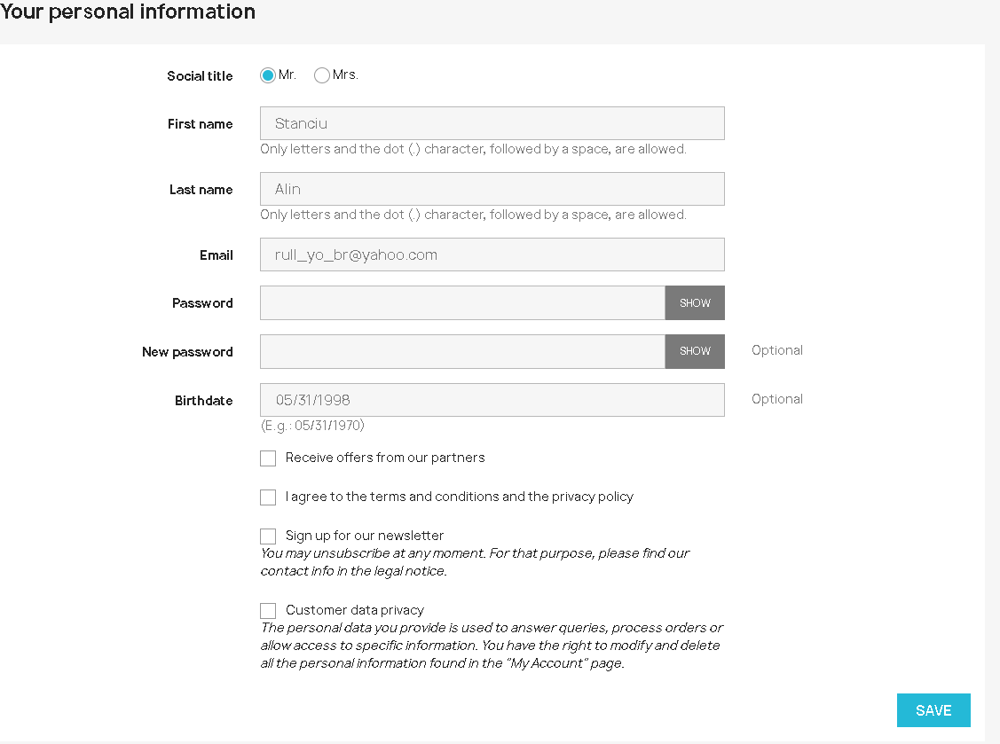 Your personal information
Social title Mr. Mrs.
First name Stanciu
Only letters and the dot (.) character, followed by a space, are allowed.
Last name Alin
Only letters and the dot (.) character, followed by a space, are allowed.
Email rull_yo_br@yahoo.com
Password SHOW
New password SHOW Optional
Birthdate 05/31/1998 Optional
(E.g.: 05/31/1970)
Receive offers from our partners
I agree to the terms and conditions and the privacy policy
Sign up for our newsletter
You may unsubscribe at any moment. For that purpose, please find our
contact info in the legal notice.
Customer data privacy
The personal data you provide is used to answer queries, process orders or
allow access to specific information. You have the right to modify and delete
all the personal information found in the "My Account" page.
SAVE